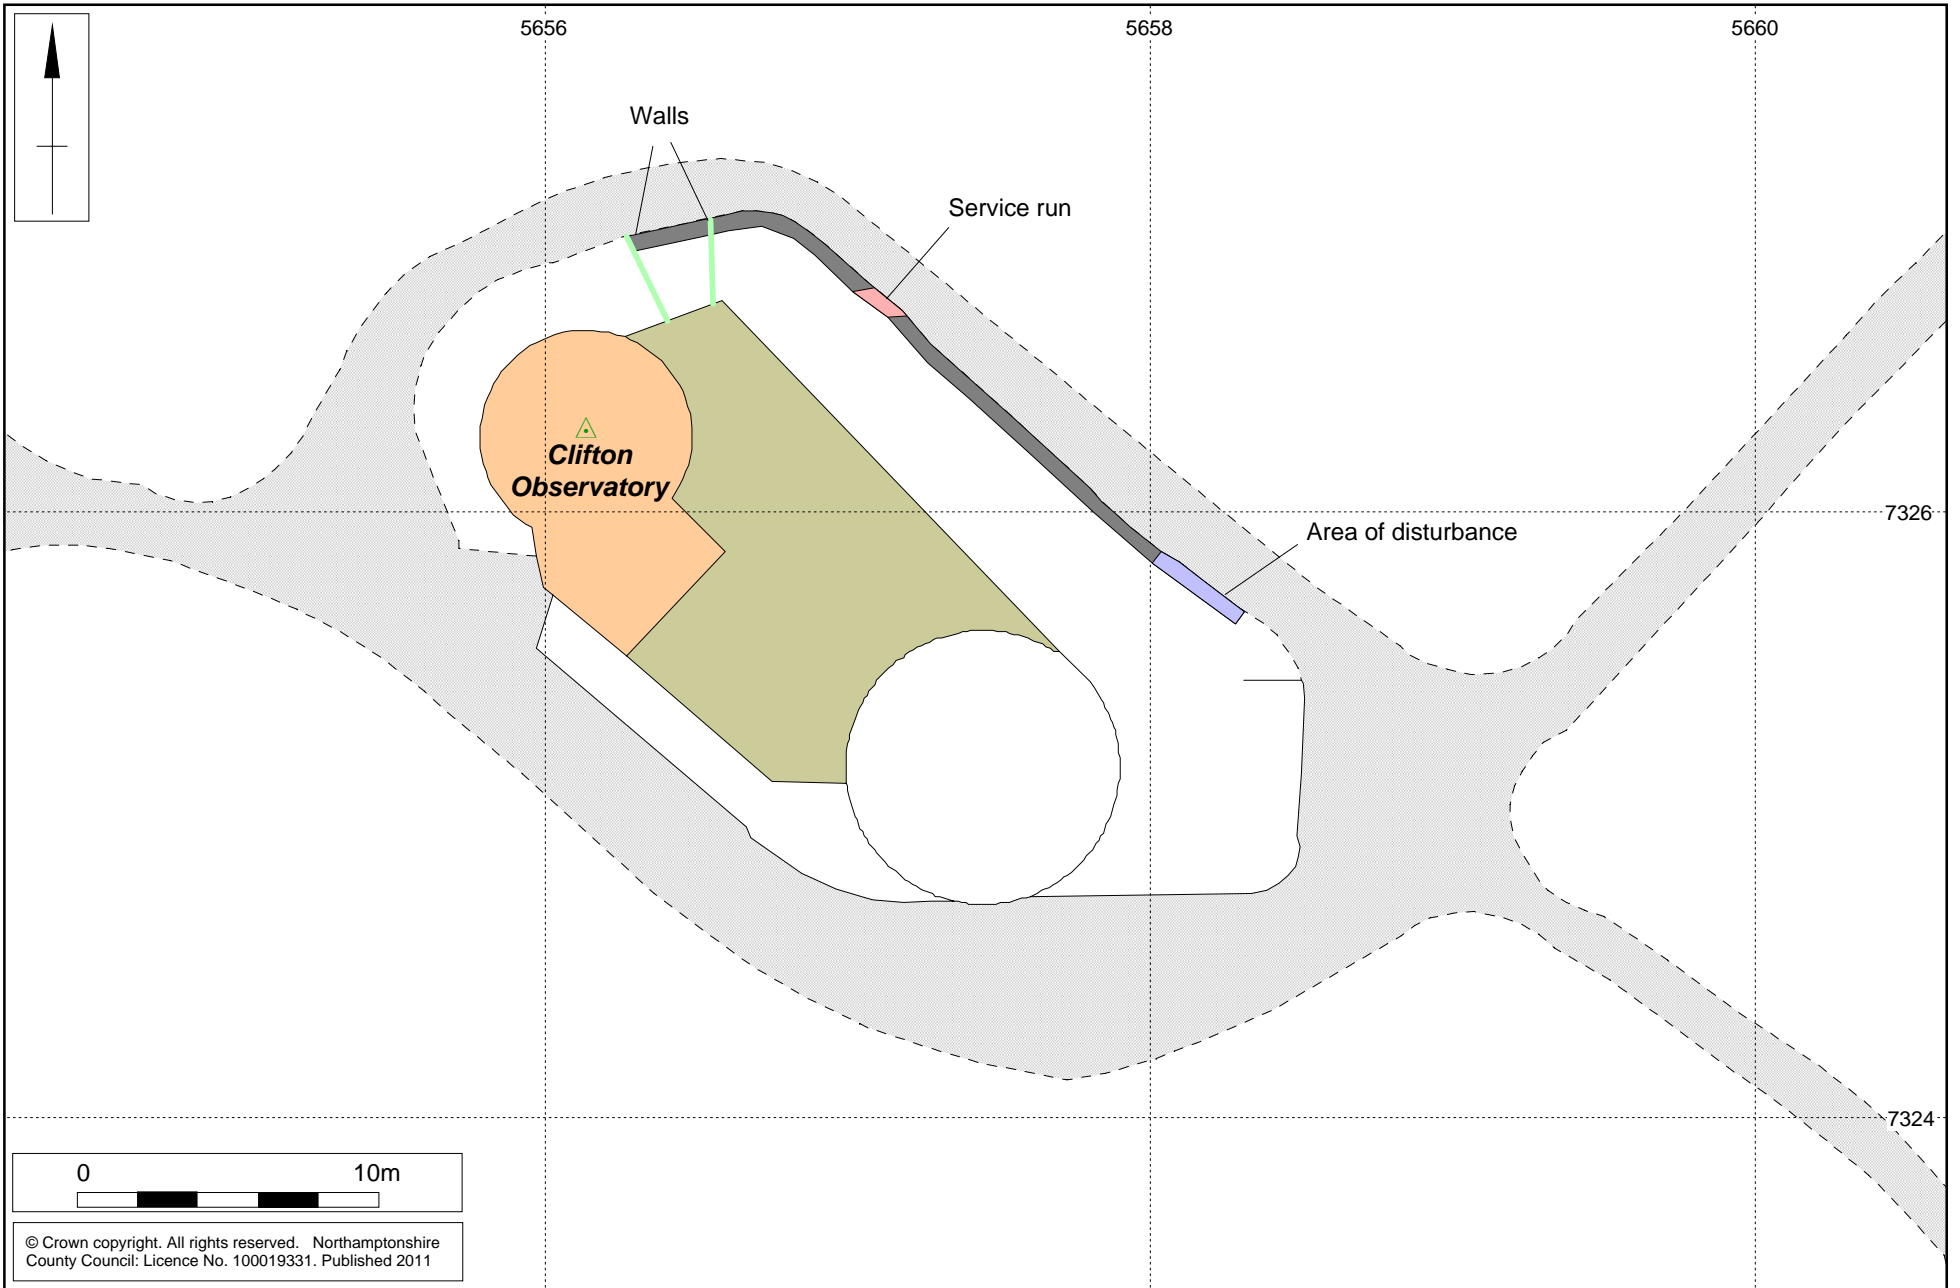 5656
5658
5660
Walls
Service run
Clifton
Observatory
7326
Area of disturbance
7324
0 10m
© Crown copyright. All rights reserved. Northamptonshire
County Council: Licence No. 100019331. Published 2011